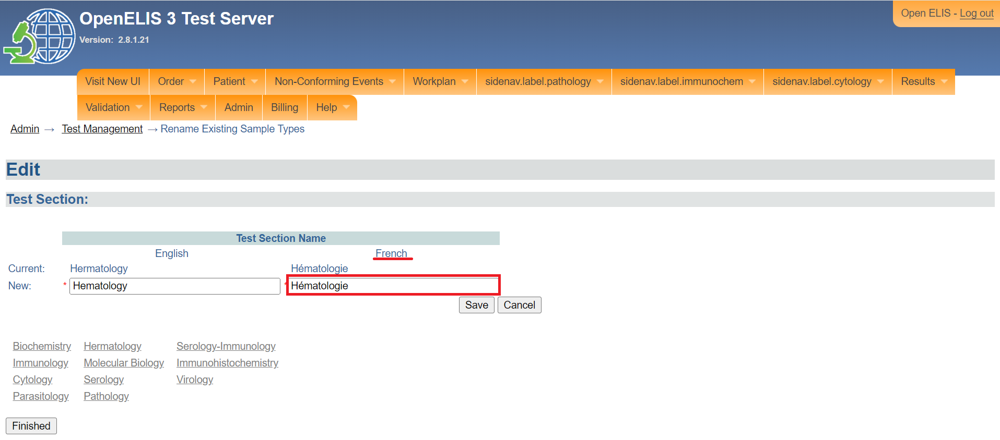 OpenELIS 3 Test Server
Version: 2.8.1.21
Open ELIS - Log out
Visit New UI Order Patient Non-Conforming Events Workplan sidenav.label.pathology sidenav.label.immunochem sidenav.label.cytology Results
Validation Reports Admin Billing Help
Admin → Test Management → Rename Existing Sample Types
Edit
Test Section:
Test Section Name
English French
Current: Hermatology Hématologie
New: * Hematology * Hématologie
Save Cancel
Biochemistry Hermatology Serology-Immunology
Immunology Molecular Biology Immunohistochemistry
Cytology Serology Virology
Parasitology Pathology
Finished